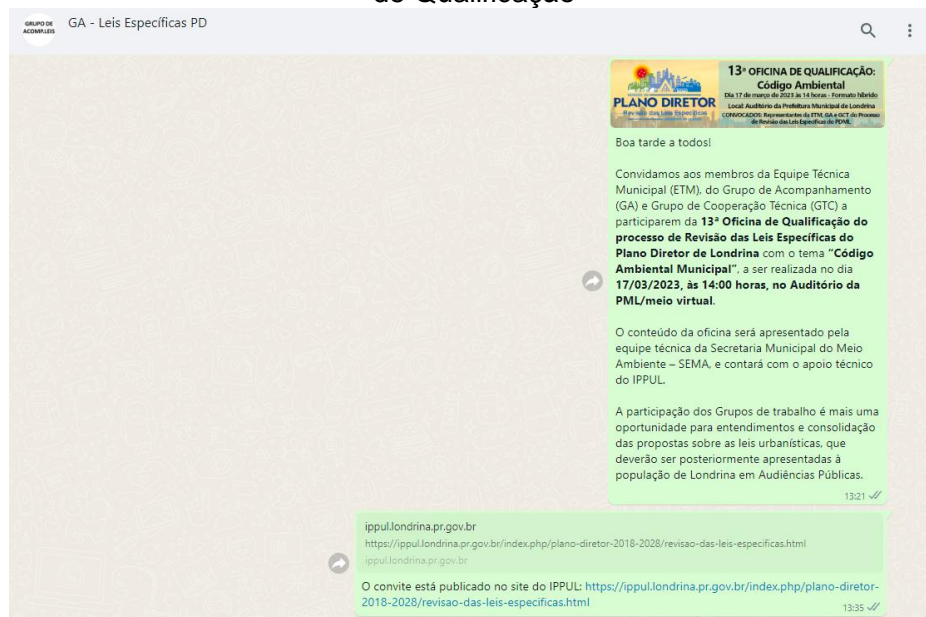 de Qualificação
GRUPO DE
ACOMP.LEIS
GA - Leis Específicas PD
PLANO DIRETOR
Revisão das Leis Específicas
13ª OFICINA DE QUALIFICAÇÃO:
Código Ambiental
Dia 17 de março de 2023 às 14 horas - Formato híbrido
Local: Auditório da Prefeitura Municipal de Londrina
CONVOCADOS: Representantes da ETM, GA e GCT do Processo
de Revisão das Leis Específicas do PDML
Boa tarde a todos!
Convidamos aos membros da Equipe Técnica
Municipal (ETM), do Grupo de Acompanhamento
(GA) e Grupo de Cooperação Técnica (GTC) a
participarem da 13ª Oficina de Qualificação do
processo de Revisão das Leis Específicas do
Plano Diretor de Londrina com o tema "Código
Ambiental Municipal", a ser realizada no dia
17/03/2023, às 14:00 horas, no Auditório da
PML/meio virtual.
O conteúdo da oficina será apresentado pela
equipe técnica da Secretaria Municipal do Meio
Ambiente – SEMA, e contará com o apoio técnico
do IPPUL.
A participação dos Grupos de trabalho é mais uma
oportunidade para entendimentos e consolidação
das propostas sobre as leis urbanísticas, que
deverão ser posteriormente apresentadas à
população de Londrina em Audiências Públicas.
13:21
ippul.londrina.pr.gov.br
https://ippul.londrina.pr.gov.br/index.php/plano-diretor-2018-2028/revisao-das-leis-especificas.html
ippul.londrina.pr.gov.br
O convite está publicado no site do IPPUL: https://ippul.londrina.pr.gov.br/index.php/plano-diretor-
2018-2028/revisao-das-leis-especificas.html
13:35